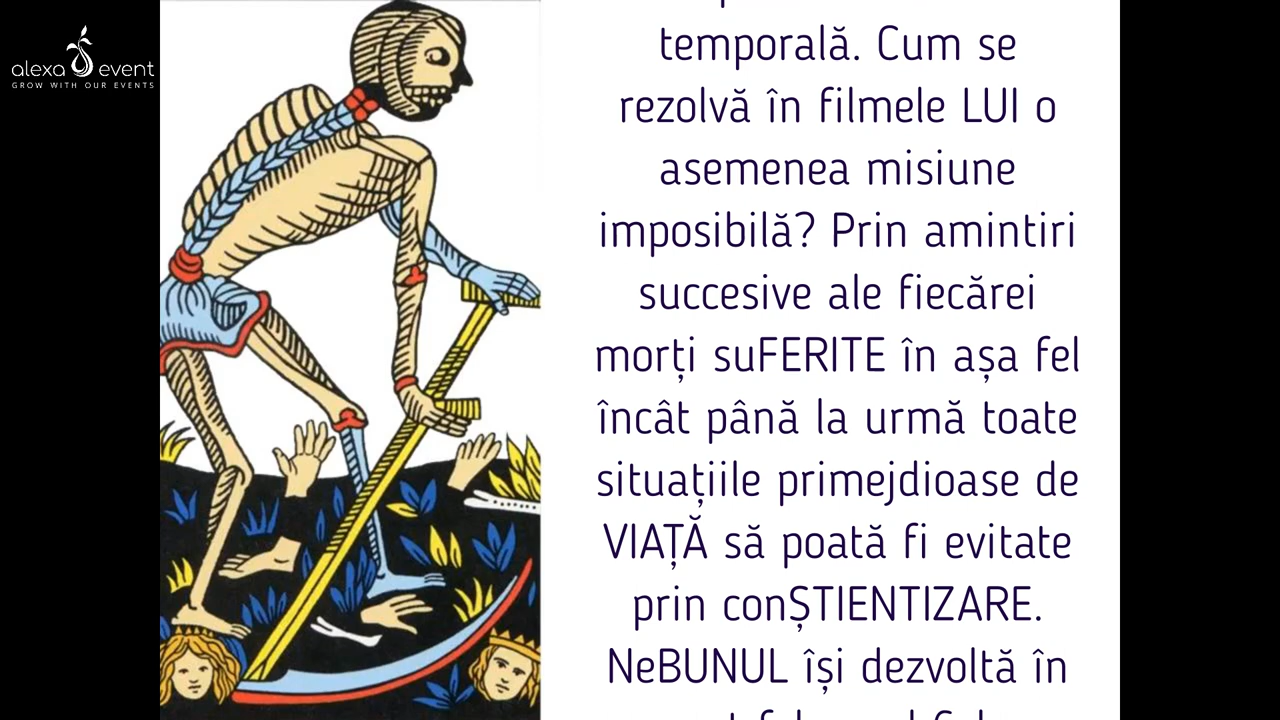 alexa event
GROW WITH OUR EVENTS
temporală. Cum se
rezolvă în filmele LUI o
asemenea misiune
imposibilă? Prin amintiri
succesive ale fiecărei
morți suFERITE în așa fel
încât până la urmă toate
situațiile primejdioase de
VIAȚĂ să poată fi evitate
prin conȘTIENTIZARE.
NeBUNUL își dezvoltă în